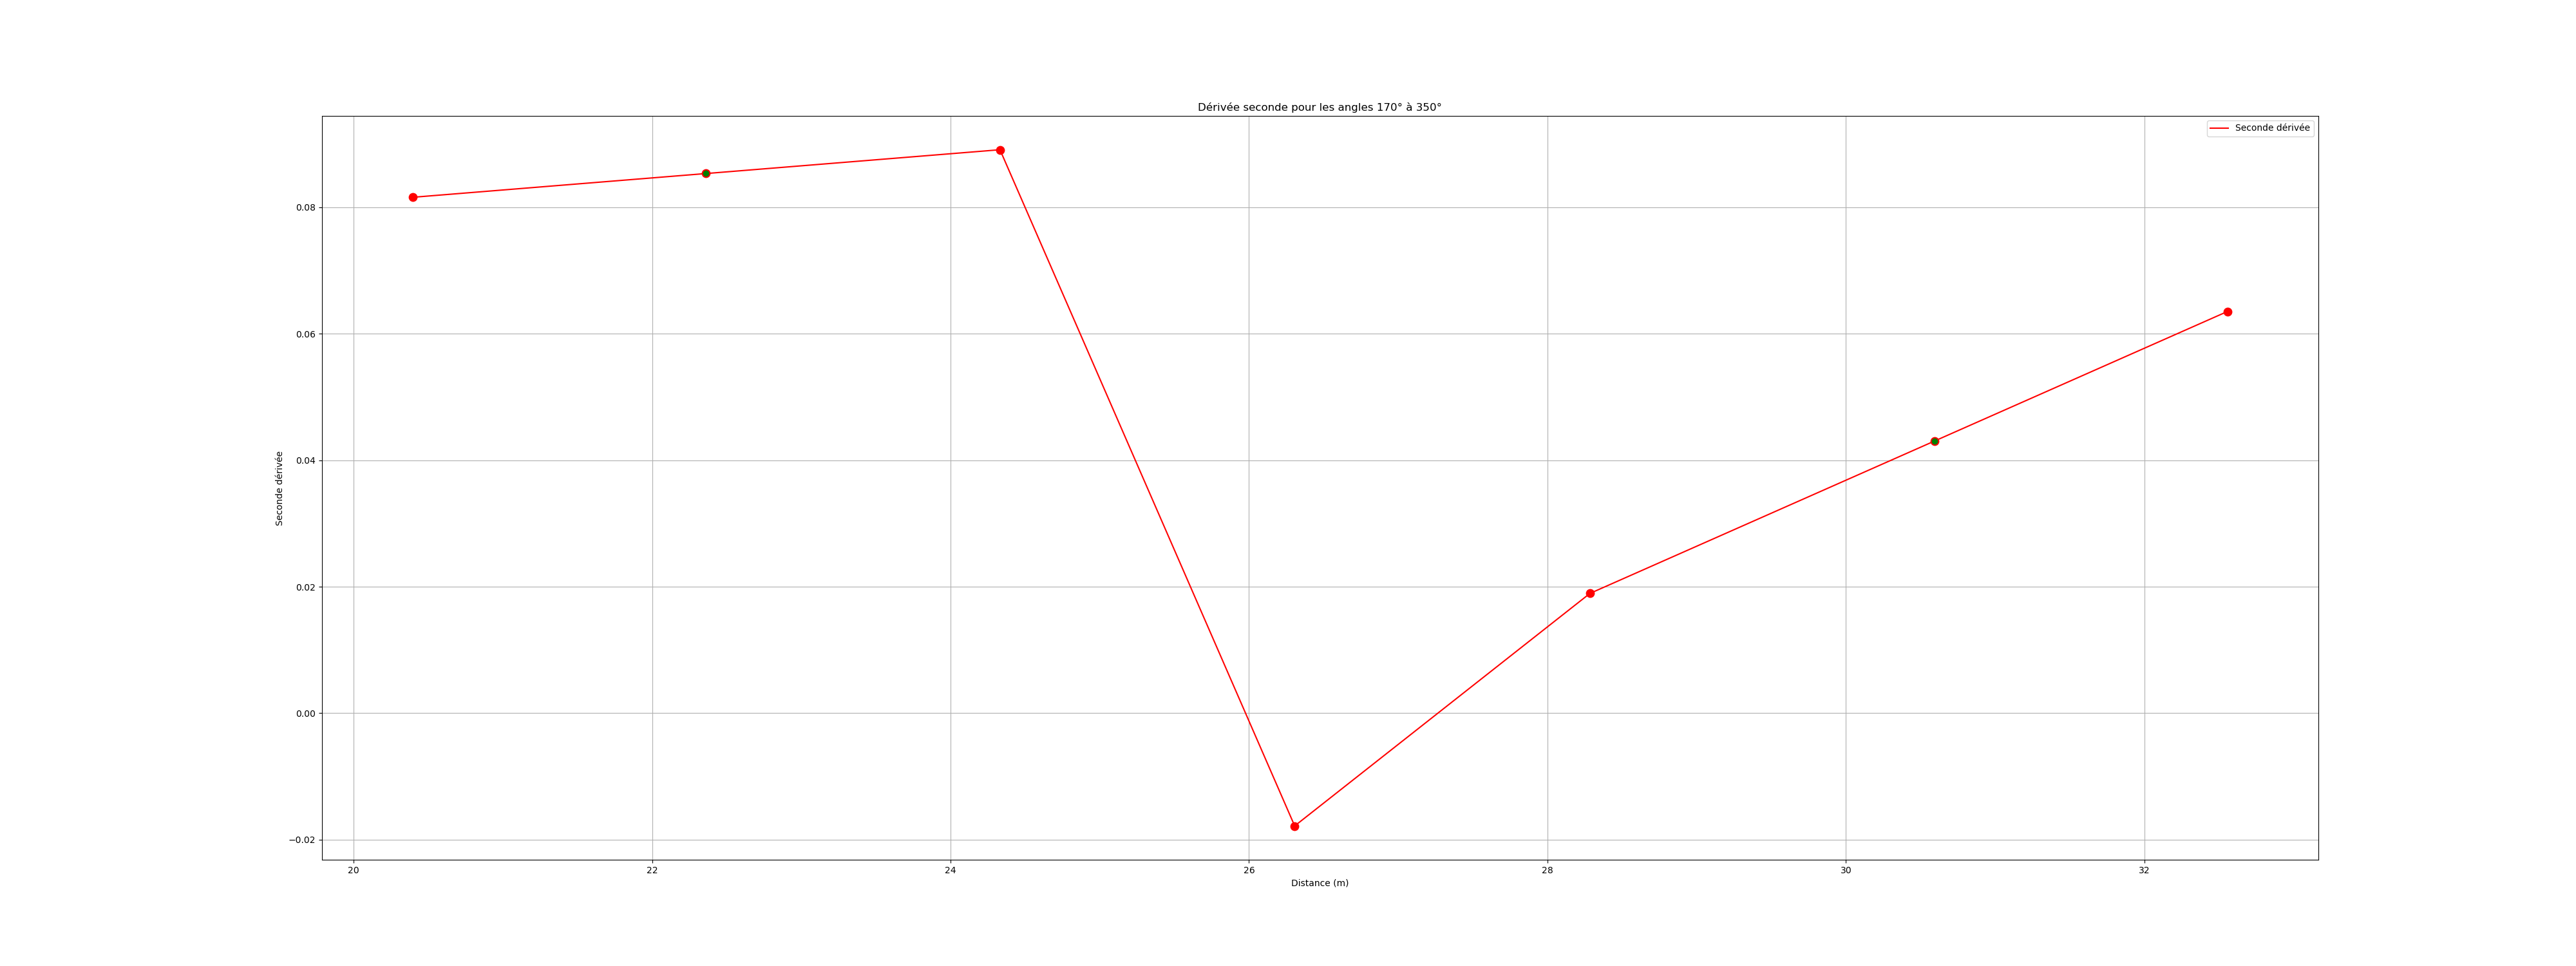 Dérivée seconde pour les angles 170° à 350°
Seconde dérivée
0.08
0.06
0.04
0.02
0.00
−0.02
Seconde dérivée
20 22 24 26 28 30 32
Distance (m)